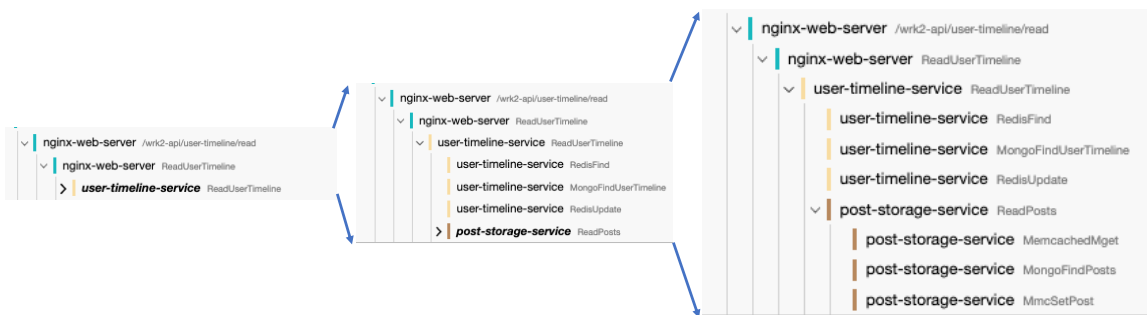 nginx-web-server /wrk2-api/user-timeline/read
nginx-web-server ReadUserTimeline
user-timeline-service ReadUserTimeline
nginx-web-server /wrk2-api/user-timeline/read
nginx-web-server ReadUserTimeline
user-timeline-service ReadUserTimeline
user-timeline-service RedisFind
user-timeline-service MongoFindUserTimeline
user-timeline-service RedisUpdate
post-storage-service ReadPosts
nginx-web-server /wrk2-api/user-timeline/read
nginx-web-server ReadUserTimeline
user-timeline-service ReadUserTimeline
user-timeline-service RedisFind
user-timeline-service MongoFindUserTimeline
user-timeline-service RedisUpdate
post-storage-service ReadPosts
post-storage-service MemcachedMget
post-storage-service MongoFindPosts
post-storage-service MmcSetPost